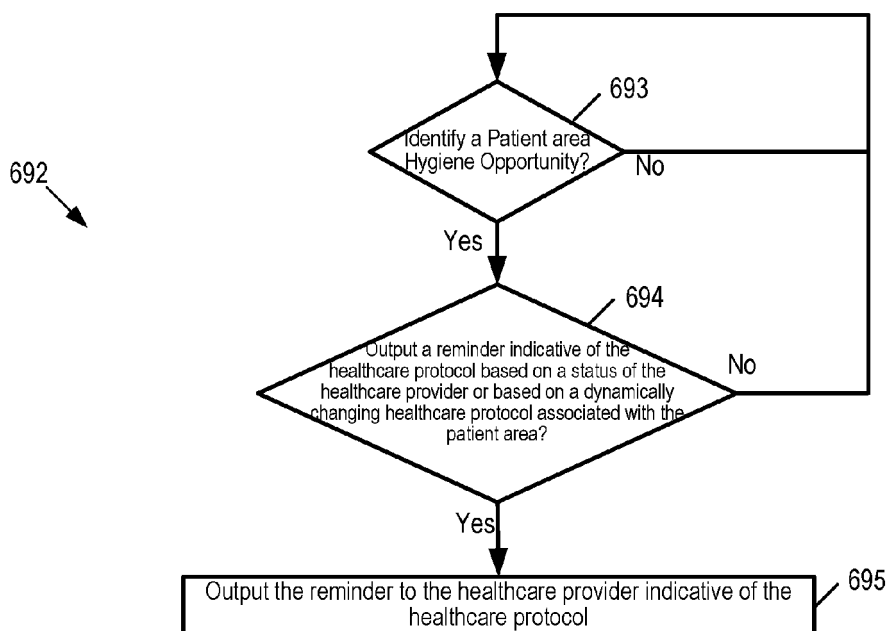 693
Identify a Patient area
Hygiene Opportunity?
No
692
Yes
694
Output a reminder indicative of the
healthcare protocol based on a status of the
healthcare provider or based on a dynamically
changing healthcare protocol associated with the
patient area?
No
Yes
695
Output the reminder to the healthcare provider indicative of the
healthcare protocol